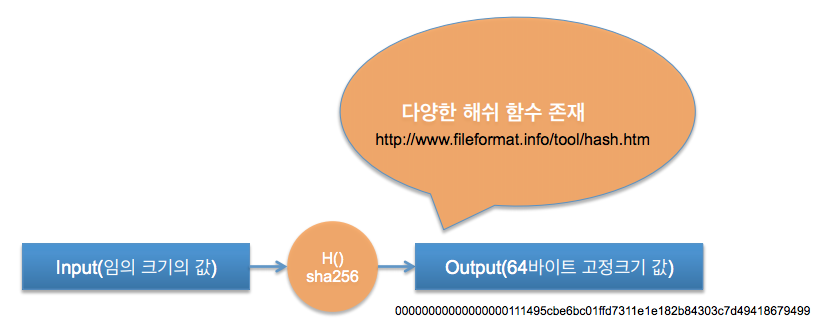 다양한 해쉬 함수 존재
http://www.fileformat.info/tool/hash.htm
Input(임의 크기의 값)
H()
sha256
Output(64바이트 고정크기 값)
00000000000000000111495cbe6bc01ffd7311e1e182b84303c7d49418679499